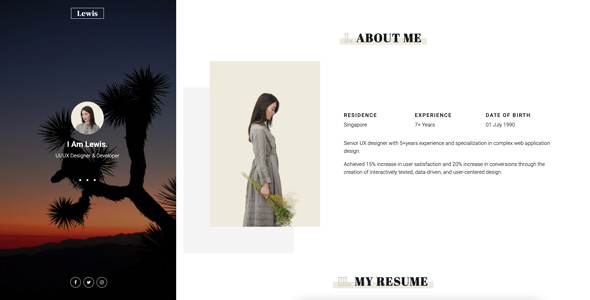 Lewis
I Am Lewis.
UI/UX Designer & Developer
ABOUT ME
RESIDENCE
Singapore
EXPERIENCE
7+ Years
DATE OF BIRTH
01 July 1990
Senior UX designer with 5+years experience and specialization in complex web application
design.
Achieved 15% increase in user satisfaction and 20% increase in conversions through the
creation of interactively tested, data-driven, and user-centered design.
MY RESUME